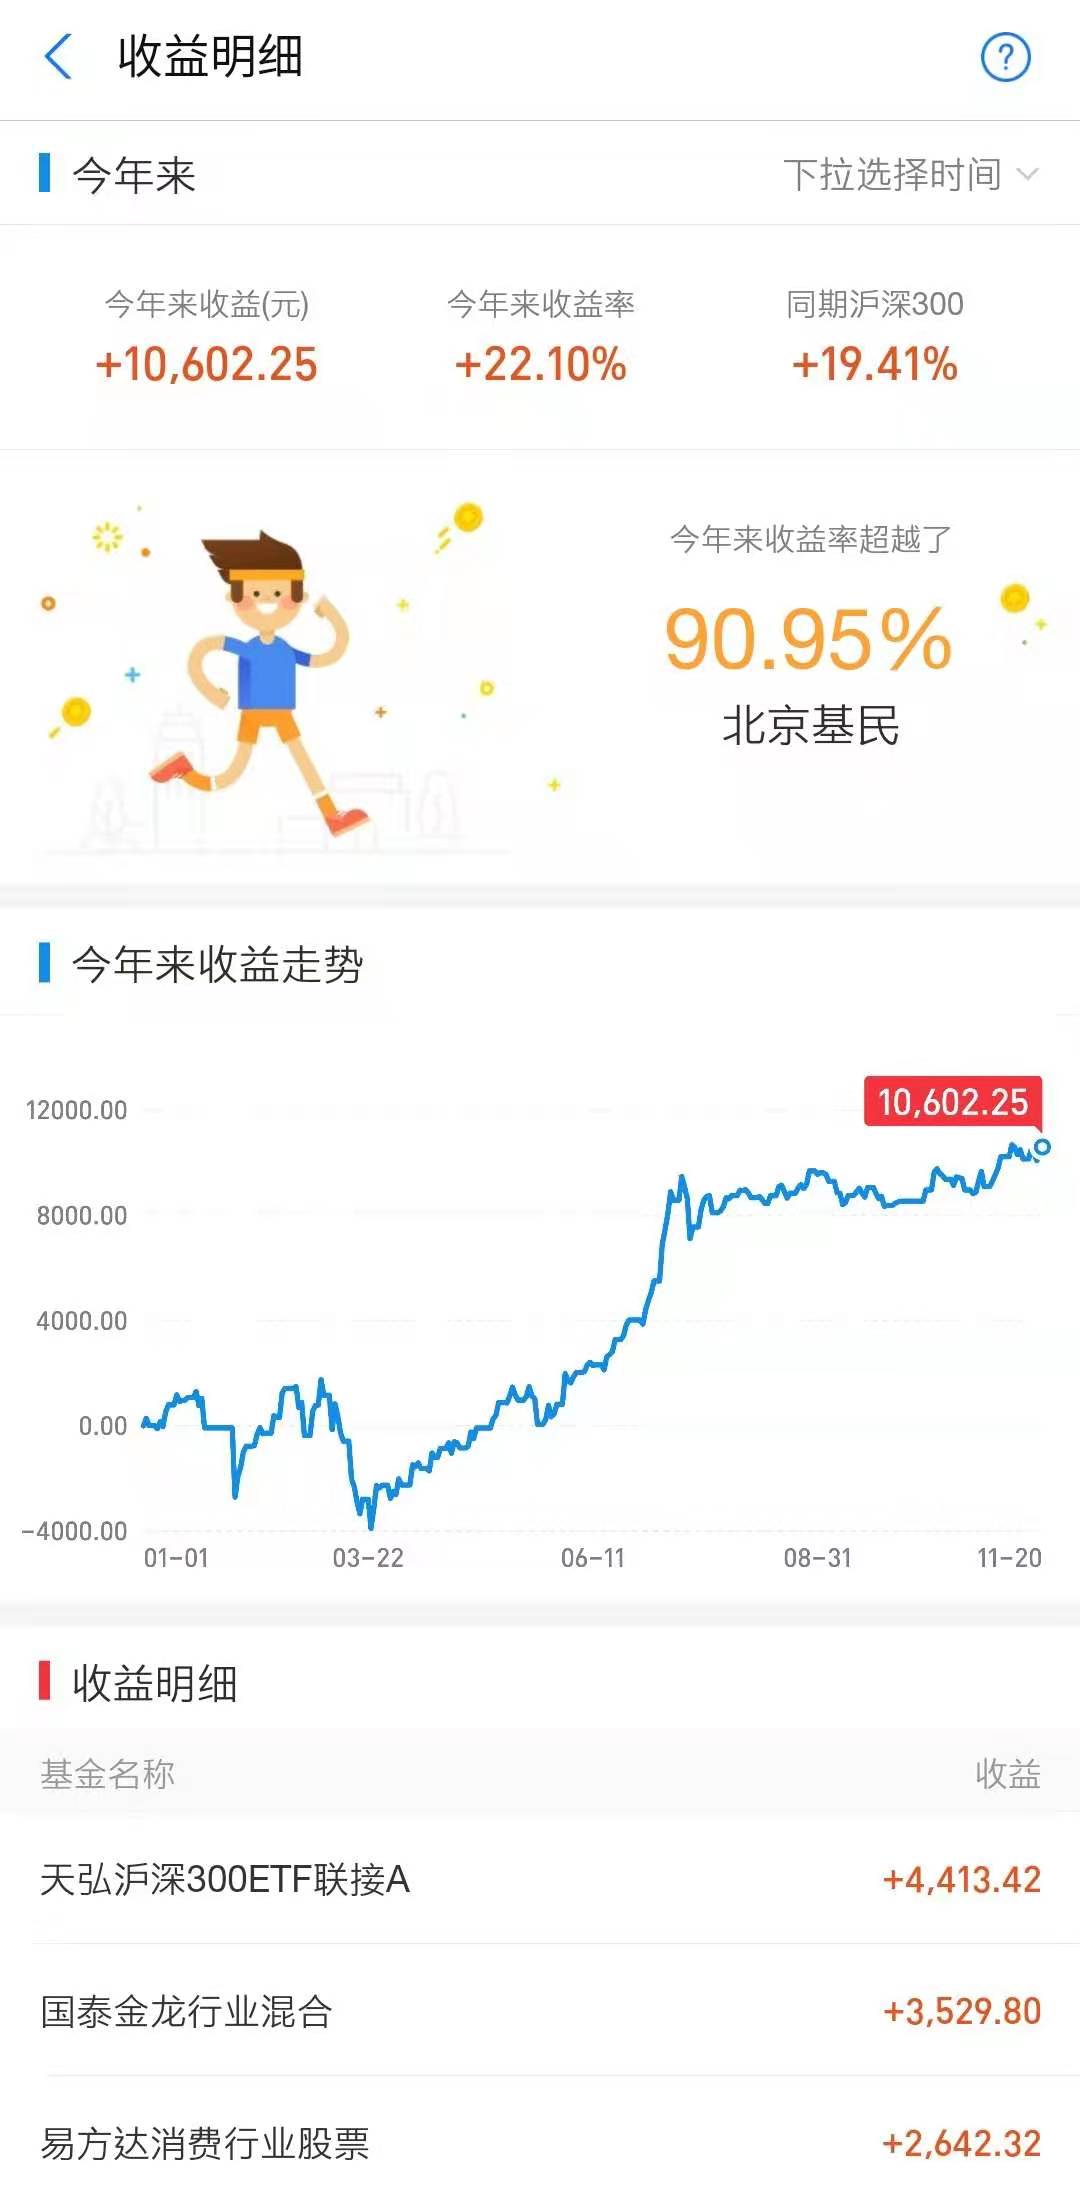 收益明细
?
今年来
下拉选择时间
今年来收益(元)
今年来收益率
同期沪深300
+10,602.25
+22.10%
+19.41%
今年来收益率超越了
90.95%
北京基民
今年来收益走势
10,602.25
12000.00
8000.00
4000.00
0.00
-4000.00
01-01
03-22
06-11
08-31
11-20
收益明细
基金名称
收益
天弘沪深300ETF联接A
+4,413.42
国泰金龙行业混合
+3,529.80
易方达消费行业股票
+2,642.32